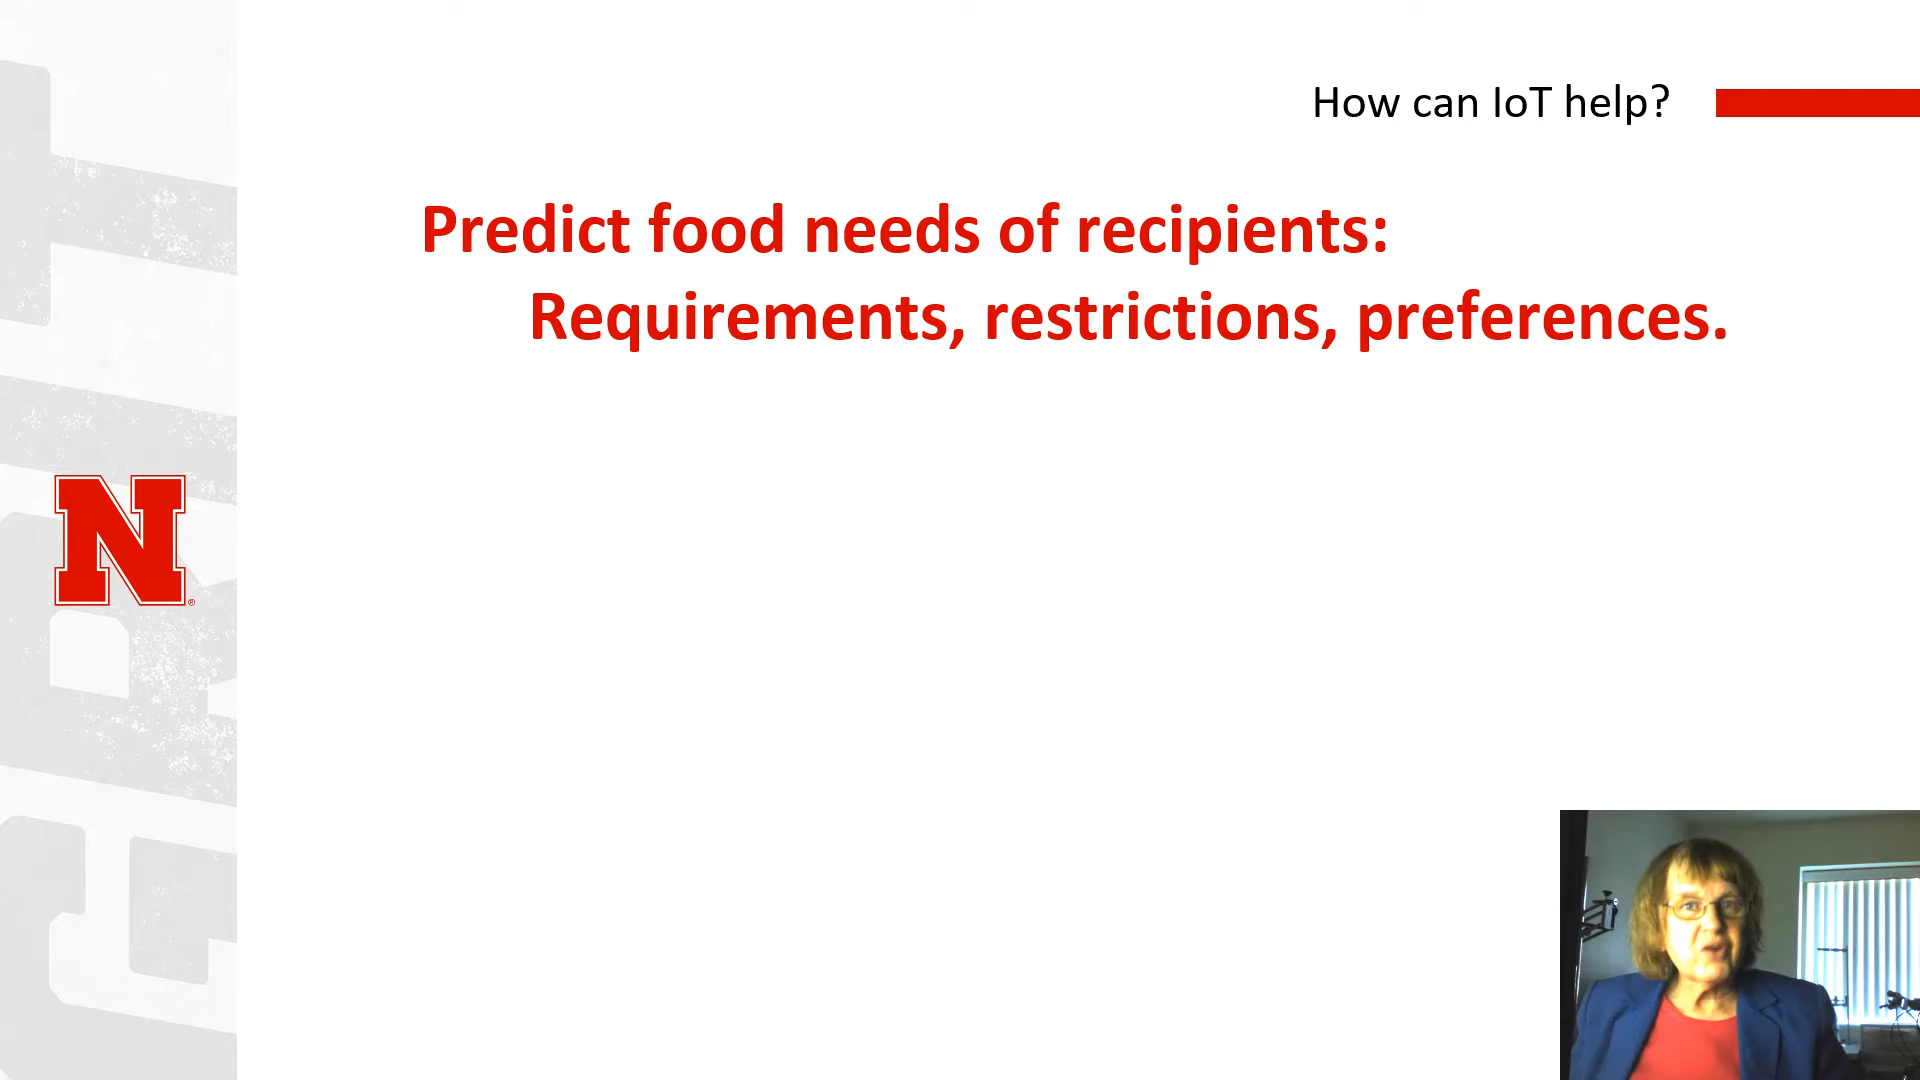 How can IoT help?
Predict food needs of recipients:
Requirements, restrictions, preferences.
N